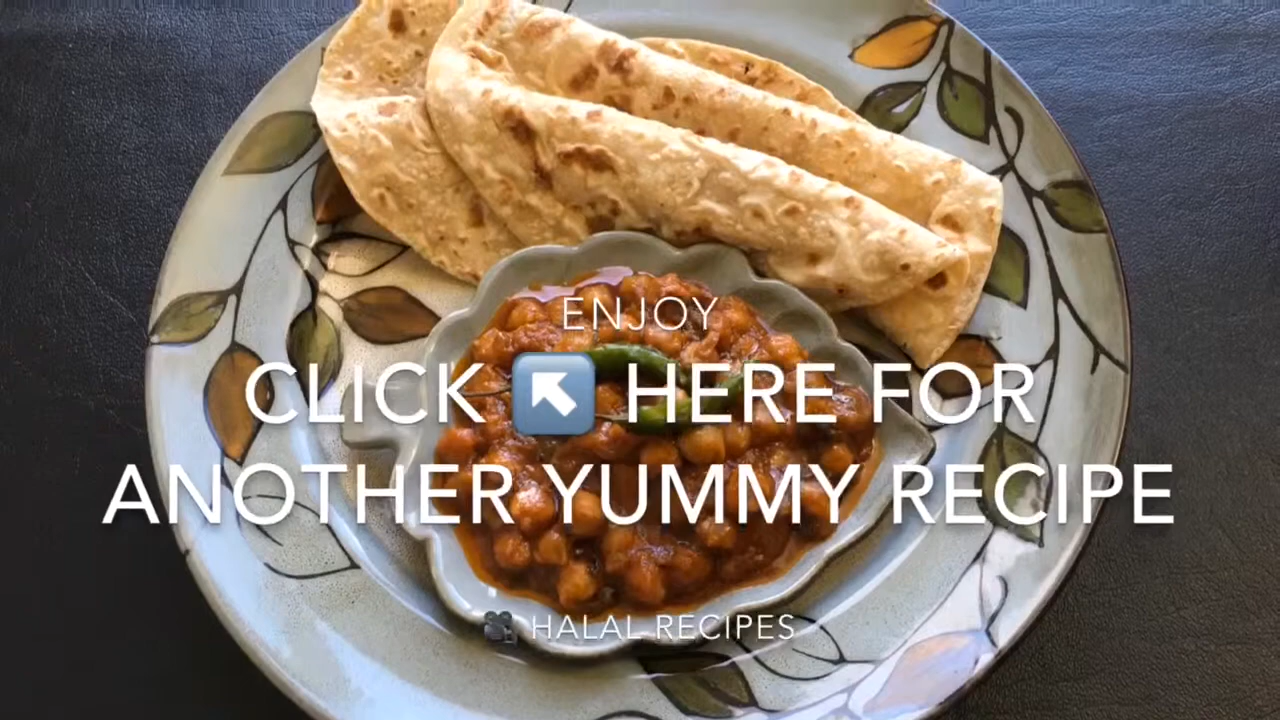 ENJOY
CLICK ↖️ HERE FOR
ANOTHER YUMMY RECIPE
🎥 HALAL RECIPES